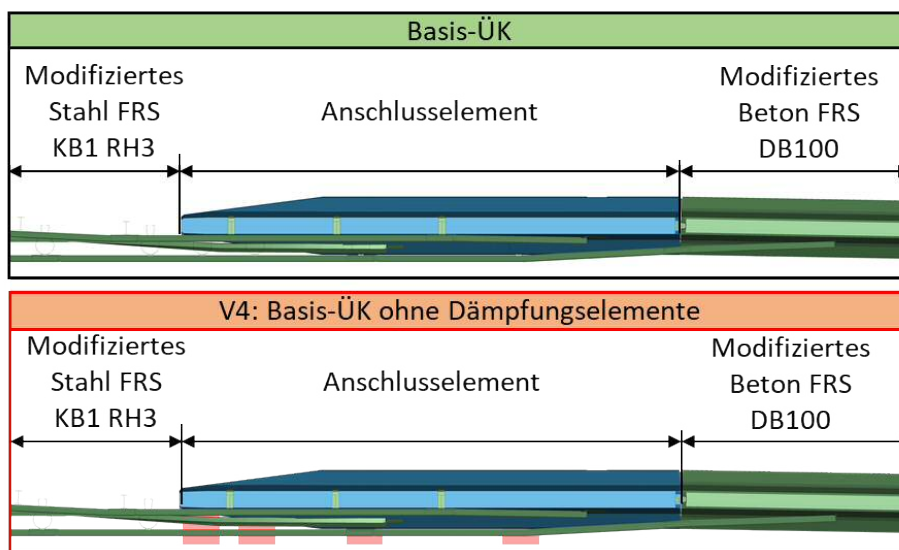 Basis-ÜK
Modifiziertes
Stahl FRS
KB1 RH3
Anschlusselement
Modifiziertes
Beton FRS
DB100
V4: Basis-ÜK ohne Dämpfungselemente
Modifiziertes
Stahl FRS
KB1 RH3
Anschlusselement
Modifiziertes
Beton FRS
DB100